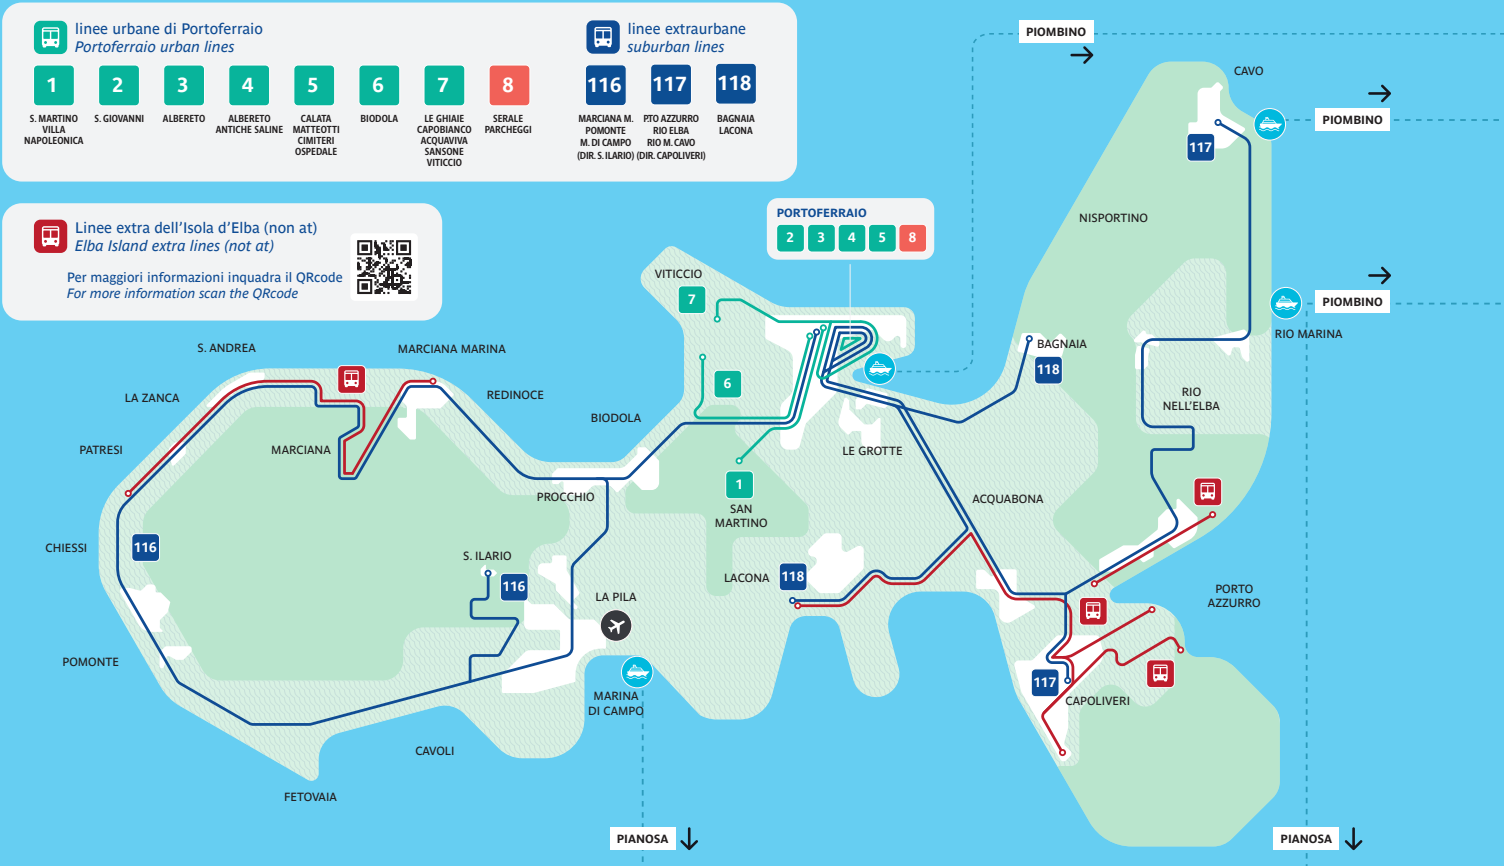 linee urbane di Portoferraio
Portoferraio urban lines
1
2
3
4
5
6
7
8
S. MARTINO
VILLA
NAPOLEONICA
S. GIOVANNI
ALBERETO
ALBERETO
ANTICHE SALINE
CALATA
MATTEOTTI
CIMITERI
OSPEDALE
BIODOLA
LE GHIAIE
CAPOBIANCO
ACQUAVIVA
SANSONE
VITICCIO
SERALE
PARCHEGGI
linee extraurbane
suburban lines
116
117
118
MARCIANA M.
POMONTE
M. DI CAMPO
(DIR. S. ILARIO)
P.TO AZZURRO
RIO ELBA
RIO M. CAVO
(DIR. CAPOLIVERI)
BAGNAIA
LACONA
Linee extra dell'Isola d'Elba (non at)
Elba Island extra lines (not at)
Per maggiori informazioni inquadra il QRcode
For more information scan the QRcode
PIOMBINO
CAVO
PIOMBINO
117
NISPORTINO
PORTOFERRAIO
2 3 4 5 8
VITICCIO
7
PIOMBINO
RIO MARINA
S. ANDREA
MARCIANA MARINA
BAGNAIA
118
LA ZANCA
REDINOCE
6
RIO
NELL'ELBA
BIODOLA
PATRESI
MARCIANA
LE GROTTE
PROCCHIO
1
SAN
MARTINO
ACQUABONA
CHIESSI
116
S. ILARIO
116
LACONA
118
LA PILA
PORTO
AZZURRO
POMONTE
MARINA
DI CAMPO
117
CAPOLIVERI
CAVOLI
FETOVAIA
PIANOSA
PIANOSA